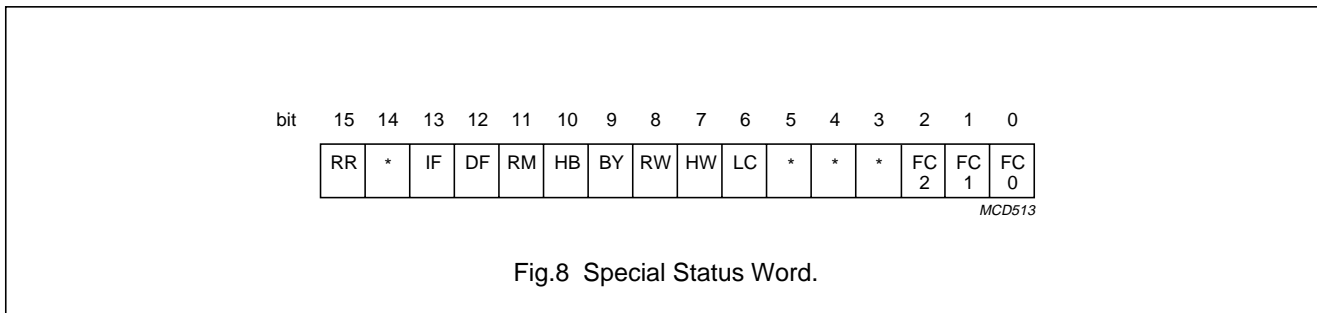 bit 15 14 13 12 11 10 9 8 7 6 5 4 3 2 1 0
RR * IF DF RM HB BY RW HW LC * * * FC 2 FC 1 FC 0
MCD513
Fig.8 Special Status Word.